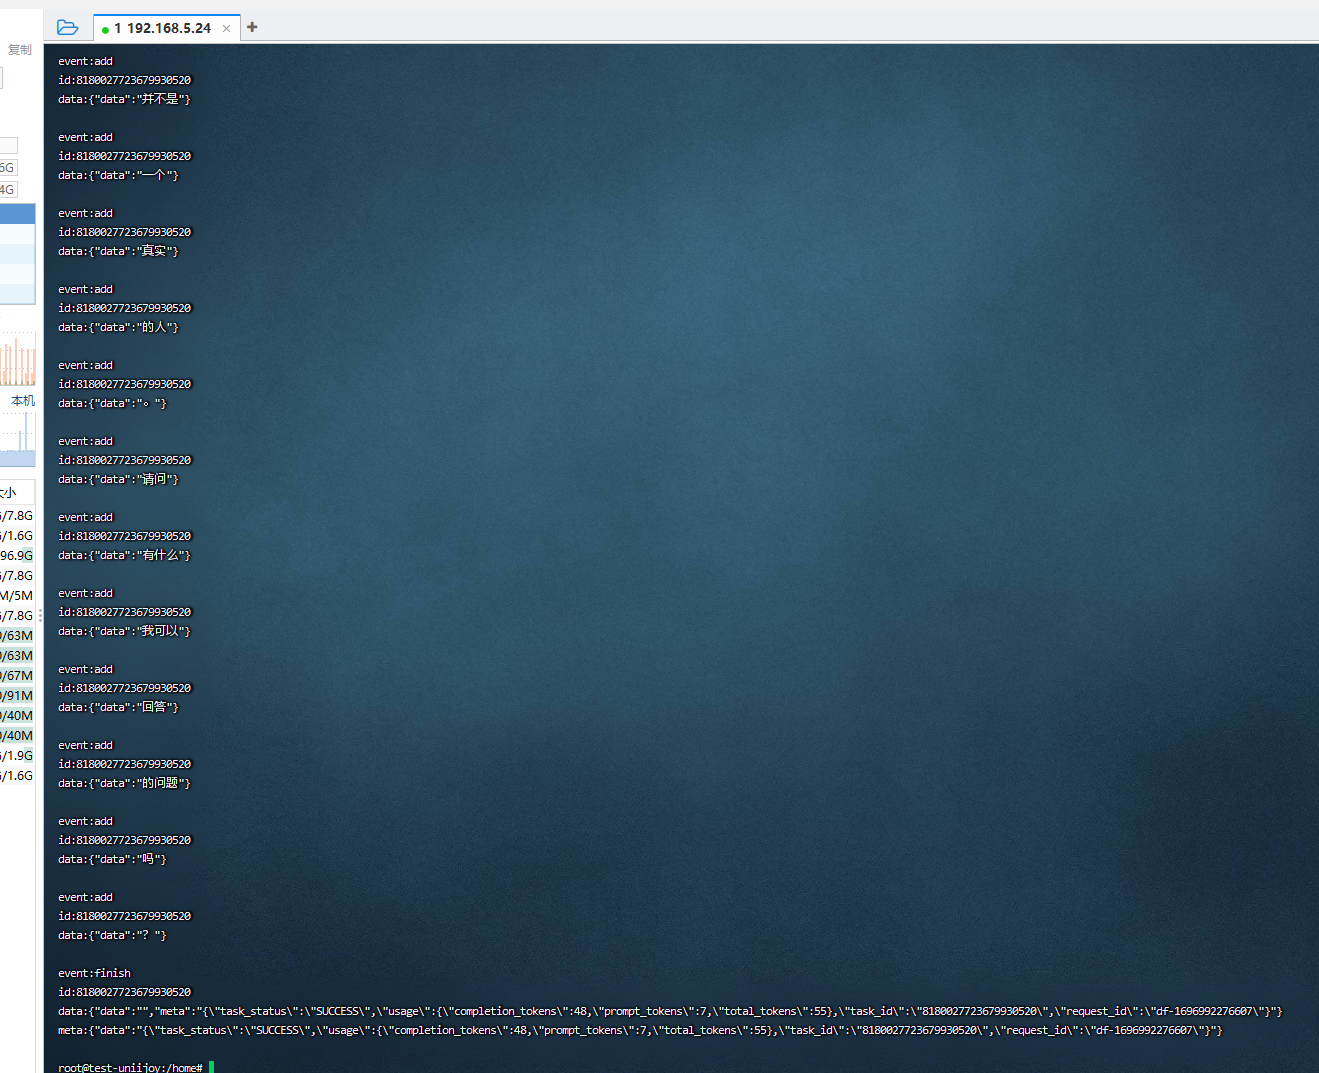 1 192.168.5.24
复制
6G
4G
本机
大小
/7.8G
/1.6G
96.9G
/7.8G
M/5M
/7.8G
/63M
/63M
/67M
/91M
/40M
/40M
/1.9G
/1.6G
event:add
id:8180027723679930520
data:{"data":"并不是"}
event:add
id:8180027723679930520
data:{"data":"一个"}
event:add
id:8180027723679930520
data:{"data":"真实"}
event:add
id:8180027723679930520
data:{"data":"的人"}
event:add
id:8180027723679930520
data:{"data":"。"}
event:add
id:8180027723679930520
data:{"data":"请问"}
event:add
id:8180027723679930520
data:{"data":"有什么"}
event:add
id:8180027723679930520
data:{"data":"我可以"}
event:add
id:8180027723679930520
data:{"data":"回答"}
event:add
id:8180027723679930520
data:{"data":"的问题"}
event:add
id:8180027723679930520
data:{"data":"吗"}
event:add
id:8180027723679930520
data:{"data":"？"}
event:finish
id:8180027723679930520
data:{"data":"","meta":"{\"task_status\":\"SUCCESS\",\"usage\":{\"completion_tokens\":48,\"prompt_tokens\":7,\"total_tokens\":55},\"task_id\":\"8180027723679930520\",\"request_id\":\"df-1696992276607\"}"}
meta:{"data":"{\"task_status\":\"SUCCESS\",\"usage\":{\"completion_tokens\":48,\"prompt_tokens\":7,\"total_tokens\":55},\"task_id\":\"8180027723679930520\",\"request_id\":\"df-1696992276607\"}"}
root@test-uniijoy:/home#